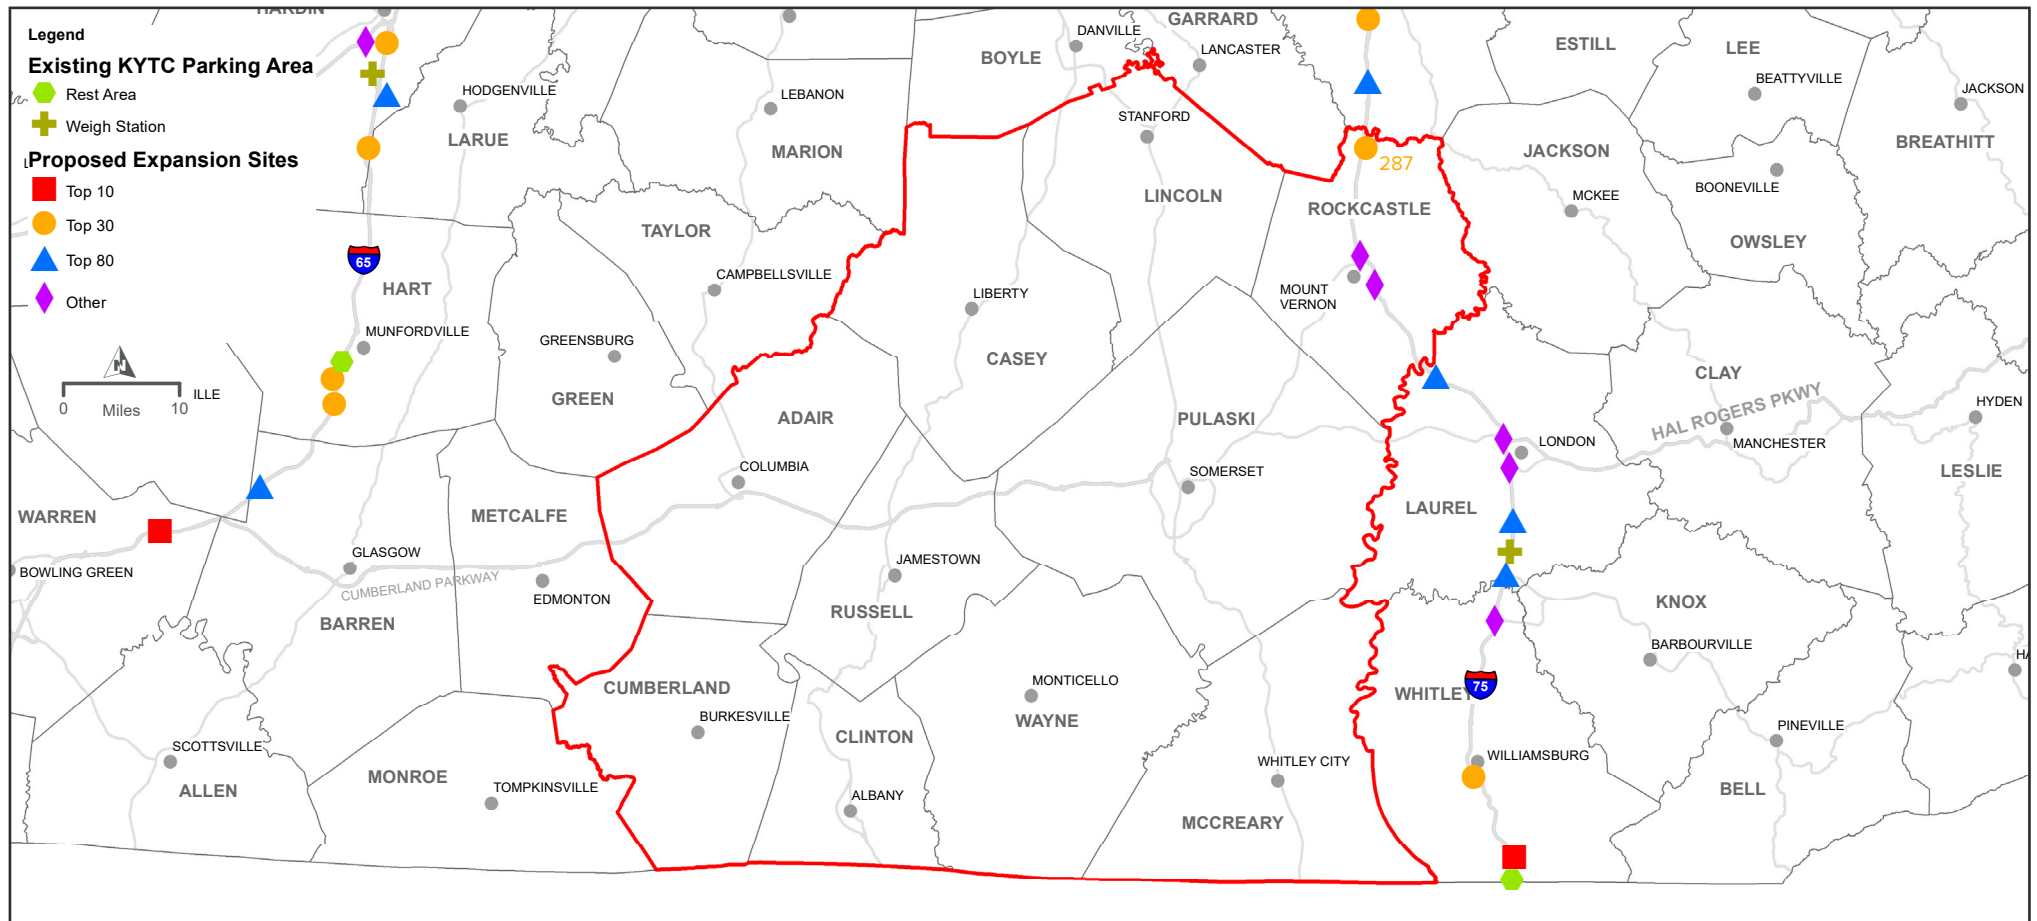 HARDIN
Legend
Existing KYTC Parking Area
Rest Area
Weigh Station
Proposed Expansion Sites
Top 10
Top 30
Top 80
Other
N
0 Miles 10
ILLE
GARRARD
DANVILLE
BOYLE
LANCASTER
ESTILL
LEE
BEATTYVILLE
JACKSON
HODGENVILLE
LEBANON
STANFORD
LARUE
MARION
287
JACKSON
BREATHITT
BOONEVILLE
LINCOLN
MCKEE
ROCKCASTLE
TAYLOR
OWSLEY
65
HART
CAMPBELLSVILLE
LIBERTY
MOUNT
VERNON
MUNFORDVILLE
GREENSBURG
CASEY
CLAY
GREEN
HAL ROGERS PKWY
HYDEN
ADAIR
PULASKI
LONDON
MANCHESTER
COLUMBIA
SOMERSET
LESLIE
WARREN
METCALFE
LAUREL
GLASGOW
JAMESTOWN
BOWLING GREEN
CUMBERLAND PARKWAY
EDMONTON
RUSSELL
KNOX
BARREN
BARBOURVILLE
HA
CUMBERLAND
MONTICELLO
WHITLEY
75
BURKESVILLE
WAYNE
PINEVILLE
CLINTON
SCOTTSVILLE
WHITLEY CITY
WILLIAMSBURG
MONROE
ALLEN
TOMPKINSVILLE
ALBANY
BELL
MCCREARY